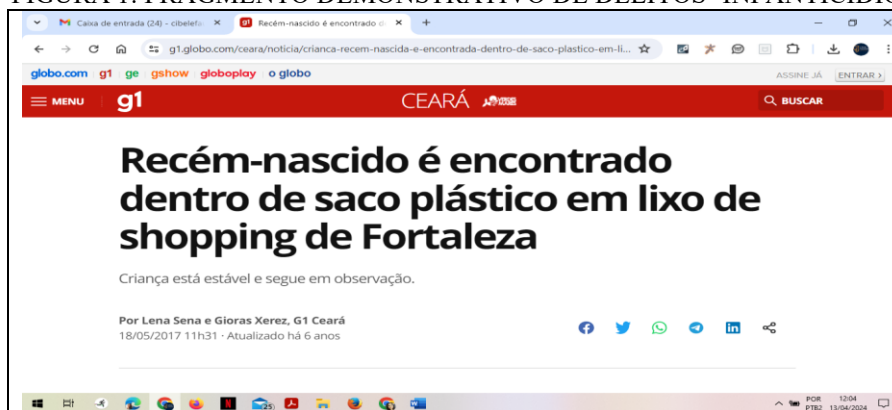 FIGURA 1: FRAGMENTO DEMONSTRATIVO DE DELITOS "INFANTICÍDIO
Caixa de entrada (24) - cibelefa
Recém-nascido é encontrado d
g1.globo.com/ceara/noticia/crianca-recem-nascida-e-encontrada-dentro-de-saco-plastico-em-li...
globo.com g1 ge gshow globoplay o globo
ASSINE JÁ ENTRAR >
MENU g1 CEARÁ BUSCAR
Recém-nascido é encontrado
dentro de saco plástico em lixo de
shopping de Fortaleza
Criança está estável e segue em observação.
Por Lena Sena e Gioras Xerez, G1 Ceará
18/05/2017 11h31 · Atualizado há 6 anos
POR 12:04
PTB2 13/04/2024